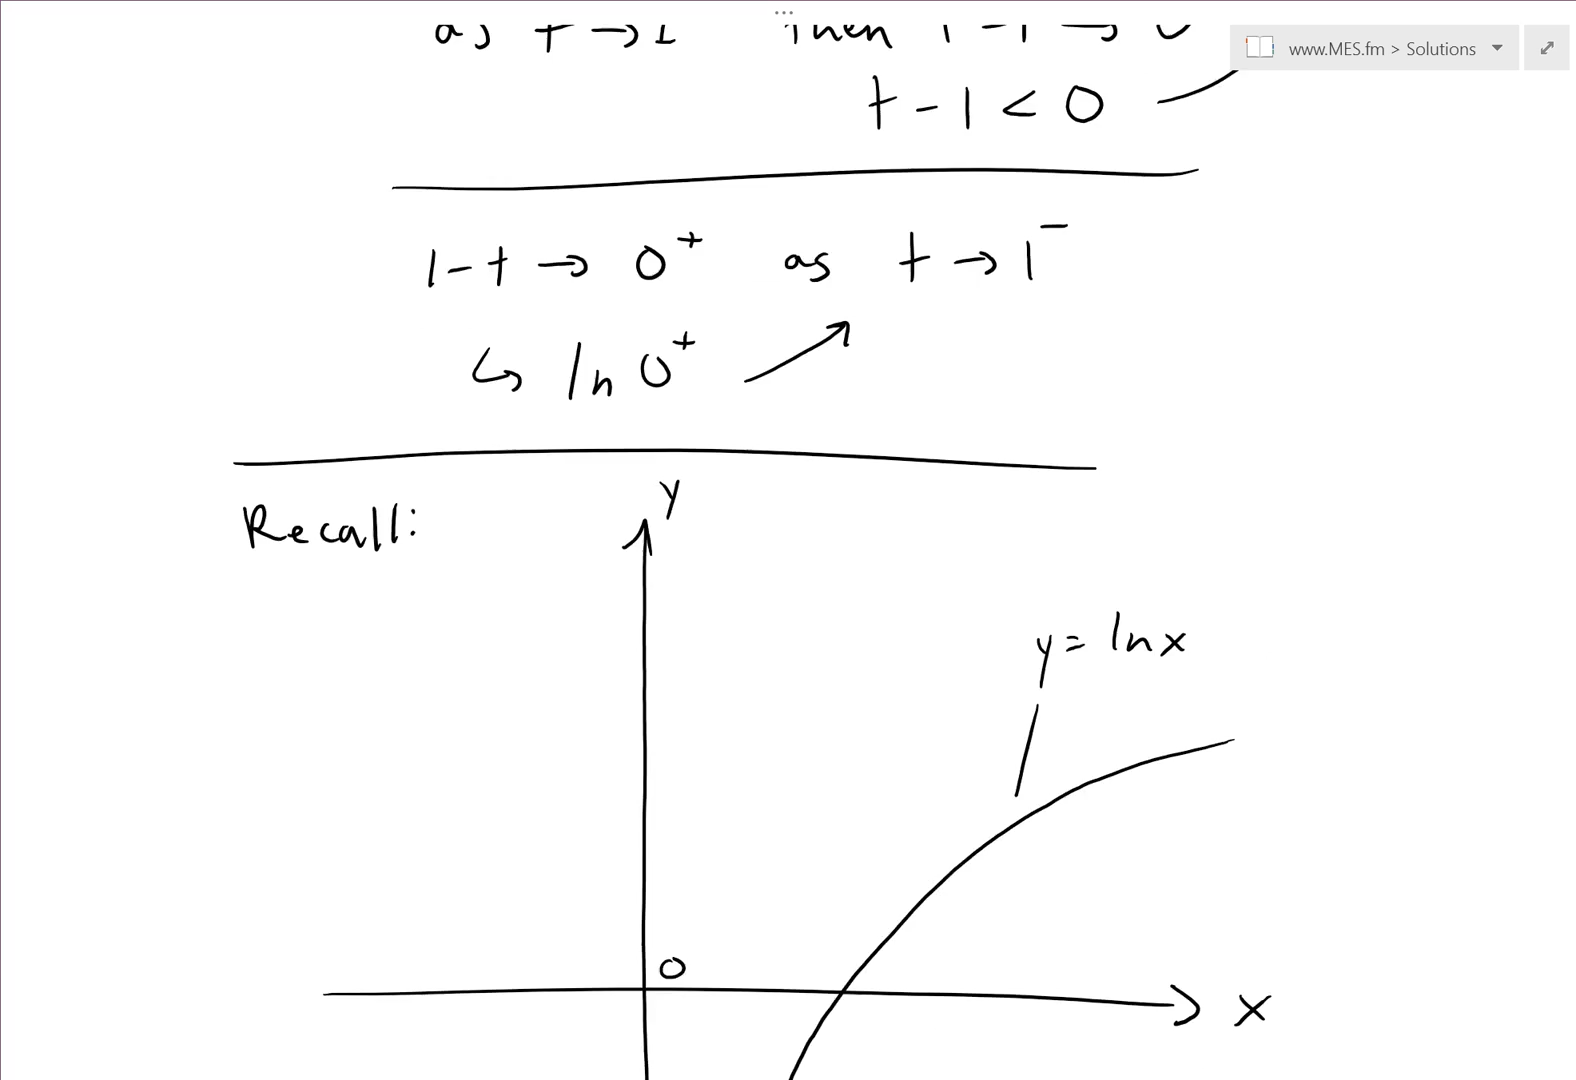 www.MES.fm > Solutions
t - 1 < 0
1 - t → 0⁺ as t → 1⁻
↪ ln 0⁺
Recall:
y
y = ln x
0
x